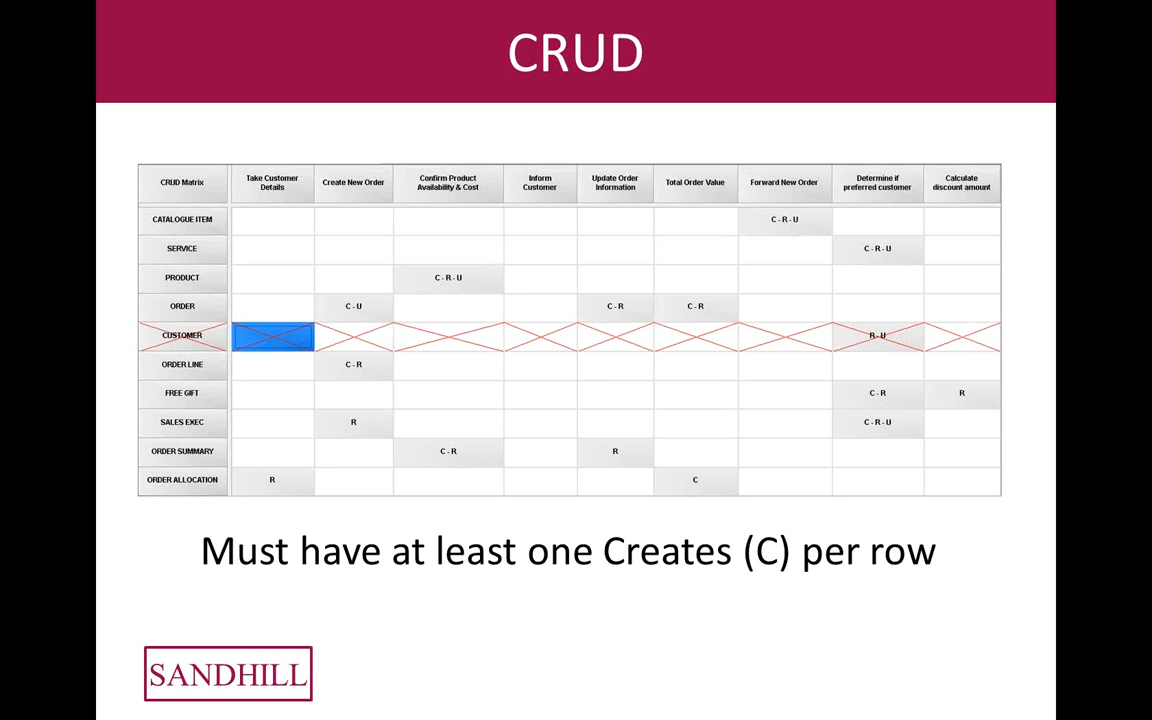 CRUD
CRUD Matrix Take Customer Details Create New Order Confirm Product Availability & Cost Inform Customer Update Order Information Total Order Value Forward New Order Determine if preferred customer Calculate discount amount
CATALOGUE ITEM C - R - U
SERVICE C - R - U
PRODUCT C - R - U
ORDER C - U C - R C - R
CUSTOMER R - U
ORDER LINE C - R
FREE GIFT C - R R
SALES EXEC R C - R - U
ORDER SUMMARY C - R R
ORDER ALLOCATION R C
Must have at least one Creates (C) per row
SANDHILL